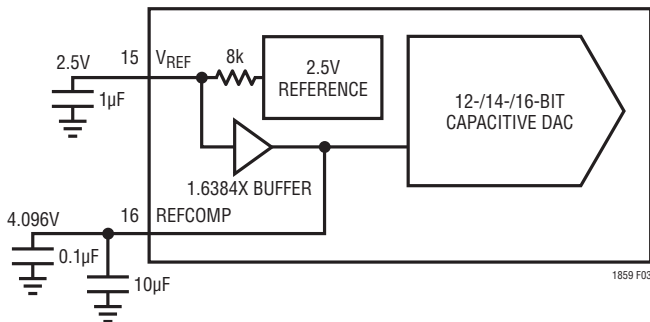 2.5V
15
VREF
8k
2.5V
REFERENCE
12-/14-/16-BIT
CAPACITIVE DAC
1µF
1.6384X BUFFER
4.096V
16
REFCOMP
0.1µF
10µF
1859 F03